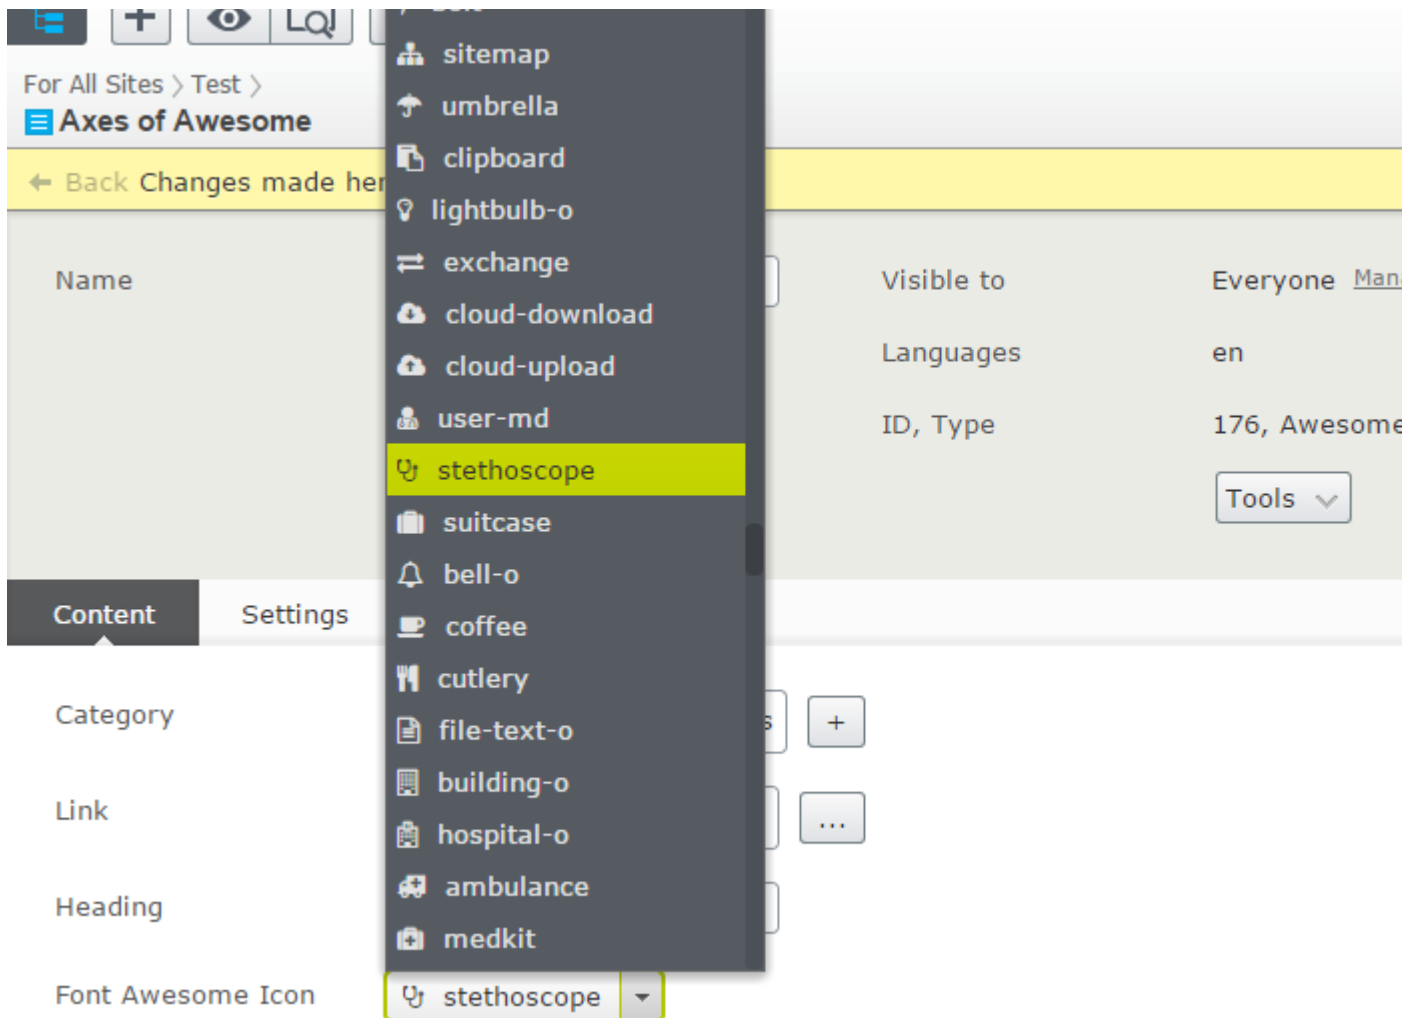 For All Sites > Test >
Axes of Awesome
Back Changes made her
Name
Visible to
Everyone
Languages
en
ID, Type
176, Awesome
Tools
Content
Settings
Category
s
+
Link
...
Heading
Font Awesome Icon
stethoscope
sitemap
umbrella
clipboard
lightbulb-o
exchange
cloud-download
cloud-upload
user-md
stethoscope
suitcase
bell-o
coffee
cutlery
file-text-o
building-o
hospital-o
ambulance
medkit